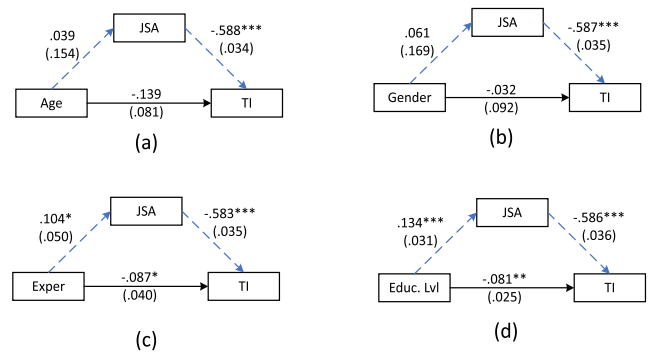 JSA
.039
(.154)
-.588***
(.034)
Age
-.139
(.081)
TI
(a)
JSA
.061
(.169)
-.587***
(.035)
Gender
-.032
(.092)
TI
(b)
JSA
.104*
(.050)
-.583***
(.035)
Exper
-.087*
(.040)
TI
(c)
JSA
.134***
(.031)
-.586***
(.036)
Educ. Lvl
-.081**
(.025)
TI
(d)